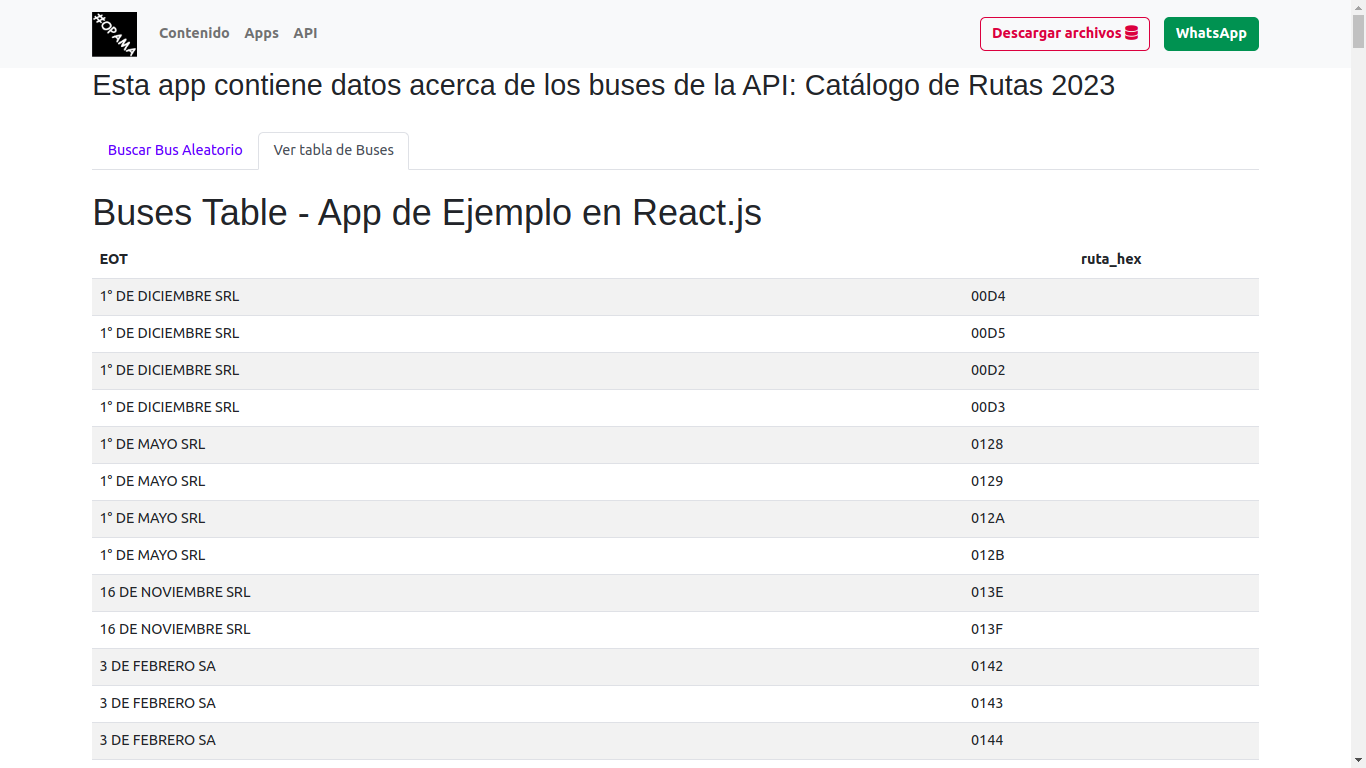 #OPAMA
Contenido Apps API Descargar archivos WhatsApp
Esta app contiene datos acerca de los buses de la API: Catálogo de Rutas 2023
Buscar Bus Aleatorio Ver tabla de Buses
Buses Table - App de Ejemplo en React.js
EOT ruta_hex
1° DE DICIEMBRE SRL 00D4
1° DE DICIEMBRE SRL 00D5
1° DE DICIEMBRE SRL 00D2
1° DE DICIEMBRE SRL 00D3
1° DE MAYO SRL 0128
1° DE MAYO SRL 0129
1° DE MAYO SRL 012A
1° DE MAYO SRL 012B
16 DE NOVIEMBRE SRL 013E
16 DE NOVIEMBRE SRL 013F
3 DE FEBRERO SA 0142
3 DE FEBRERO SA 0143
3 DE FEBRERO SA 0144